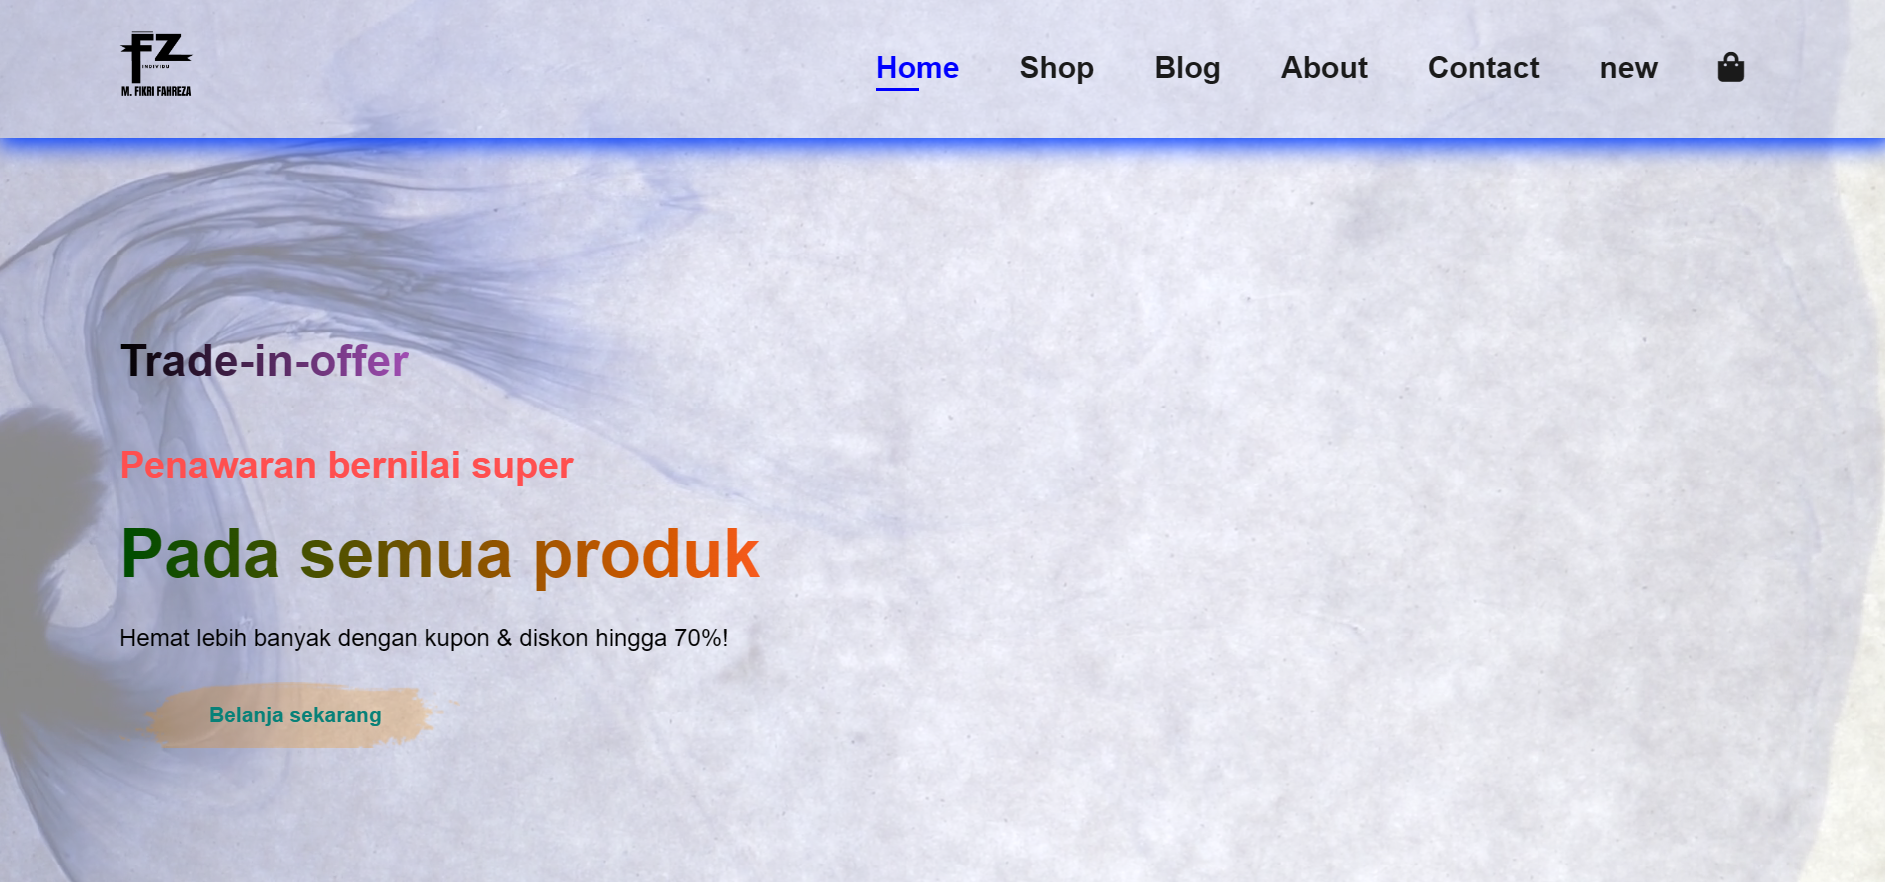 FZ
INDIVIDU
M. FIKRI FAHREZA
Home Shop Blog About Contact new
Trade-in-offer
Penawaran bernilai super
Pada semua produk
Hemat lebih banyak dengan kupon & diskon hingga 70%!
Belanja sekarang